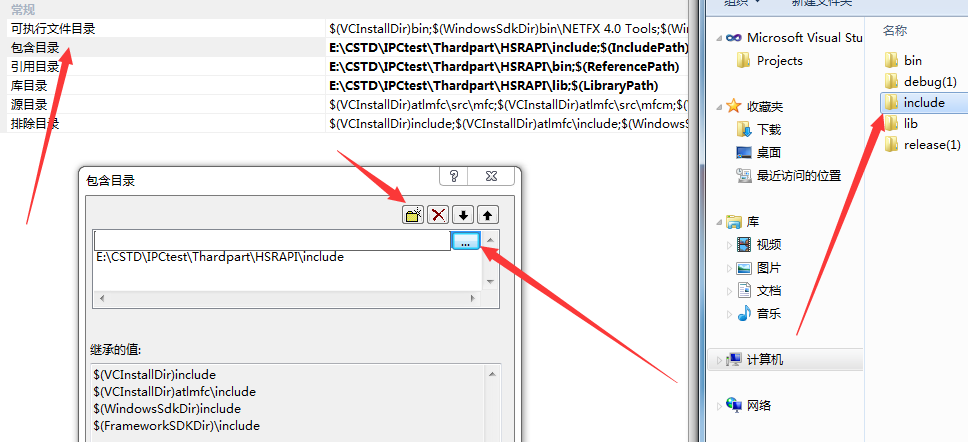 常规
可执行文件目录 $(VCInstallDir)bin;$(WindowsSdkDir)bin\NETFX 4.0 Tools;$(Windo
包含目录 E:\CSTD\IPCtest\Thardpart\HSRAPI\include;$(IncludePath)
引用目录 E:\CSTD\IPCtest\Thardpart\HSRAPI\bin;$(ReferencePath)
库目录 E:\CSTD\IPCtest\Thardpart\HSRAPI\lib;$(LibraryPath)
源目录 $(VCInstallDir)atlmfc\src\mfc;$(VCInstallDir)atlmfc\src\mfcm;$(
排除目录 $(VCInstallDir)include;$(VCInstallDir)atlmfc\include;$(WindowsS
包含目录
...
E:\CSTD\IPCtest\Thardpart\HSRAPI\include
继承的值:
$(VCInstallDir)include
$(VCInstallDir)atlmfc\include
$(WindowsSdkDir)include
$(FrameworkSDKDir)\include
组织 新建文件夹
Microsoft Visual Stu
Projects
收藏夹
下载
桌面
最近访问的位置
库
视频
图片
文档
音乐
计算机
网络
名称
bin
debug(1)
include
lib
release(1)